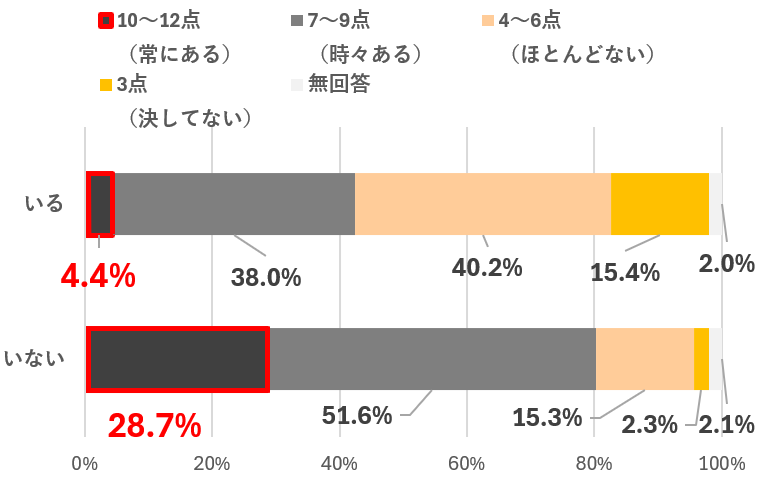 10～12点 7～9点 4～6点
（常にある） （時々ある） （ほとんどない）
3点 無回答
（決してない）
いる
4.4% 38.0% 40.2% 15.4% 2.0%
いない
28.7% 51.6% 15.3% 2.3% 2.1%
0% 20% 40% 60% 80% 100%